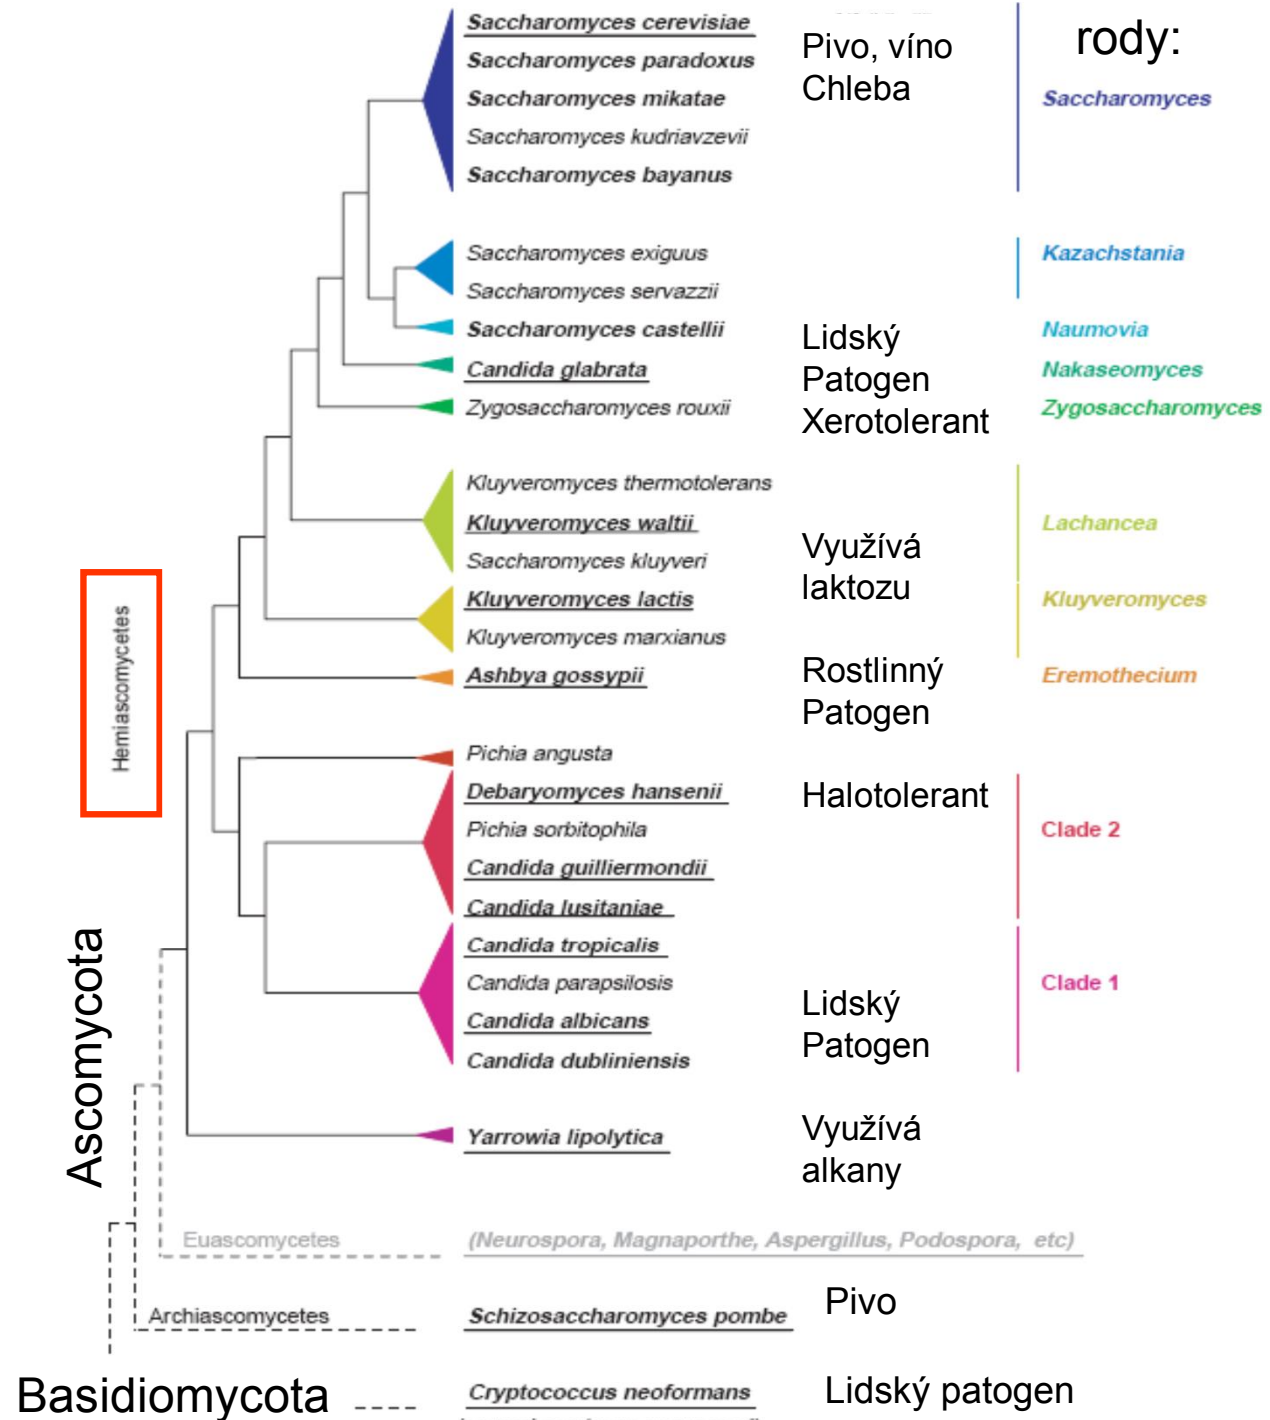 rody:
Saccharomyces cerevisiae
Saccharomyces paradoxus
Saccharomyces mikatae
Saccharomyces kudriavzevii
Saccharomyces bayanus
Pivo, víno
Chleba
Saccharomyces
Saccharomyces exiguus
Saccharomyces servazzii
Kazachstania
Saccharomyces castellii
Naumovia
Candida glabrata
Nakaseomyces
Zygosaccharomyces rouxii
Zygosaccharomyces
Lidský
Patogen
Xerotolerant
Kluyveromyces thermotolerans
Kluyveromyces waltii
Saccharomyces kluyveri
Lachancea
Kluyveromyces lactis
Kluyveromyces marxianus
Využívá
laktozu
Kluyveromyces
Ashbya gossypii
Rostlinný
Patogen
Eremothecium
Hemiascomycetes
Pichia angusta
Debaryomyces hansenii
Pichia sorbitophila
Candida guilliermondii
Candida lusitaniae
Halotolerant
Clade 2
Candida tropicalis
Candida parapsilosis
Candida albicans
Candida dubliniensis
Lidský
Patogen
Clade 1
Ascomycota
Yarrowia lipolytica
Využívá
alkany
Euascomycetes
(Neurospora, Magnaporthe, Aspergillus, Podospora, etc)
Archiascomycetes
Schizosaccharomyces pombe
Pivo
Basidiomycota
Cryptococcus neoformans
Lidský patogen